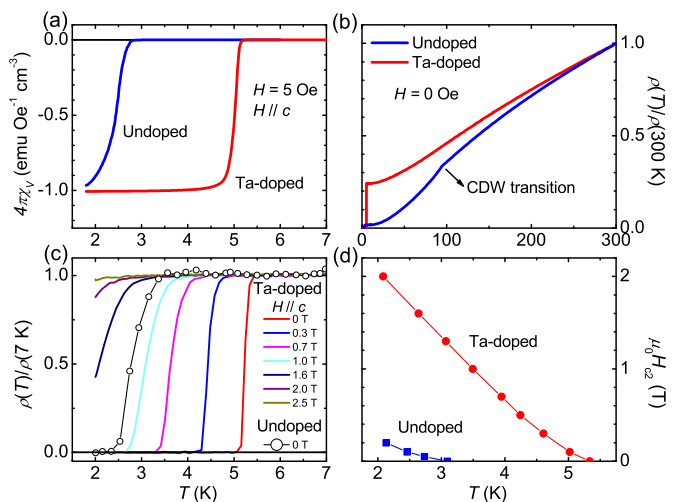 (a)
0.0
-0.5
-1.0
4πχv (emu Oe-1 cm-3)
H = 5 Oe
H // c
Undoped
Ta-doped
2 3 4 5 6 7
(b)
Undoped
Ta-doped
H = 0 Oe
CDW transition
1.0
0.5
0.0
ρ(T)/ρ(300 K)
0 100 200 300
(c)
1.0
0.5
0.0
ρ(T)/ρ(7 K)
Ta-doped
H // c
0 T
0.3 T
0.7 T
1.0 T
1.6 T
2.0 T
2.5 T
Undoped
0 T
2 3 4 5 6 7
T (K)
(d)
Ta-doped
Undoped
2
1
0
μ0Hc2 (T)
2 3 4 5
T (K)